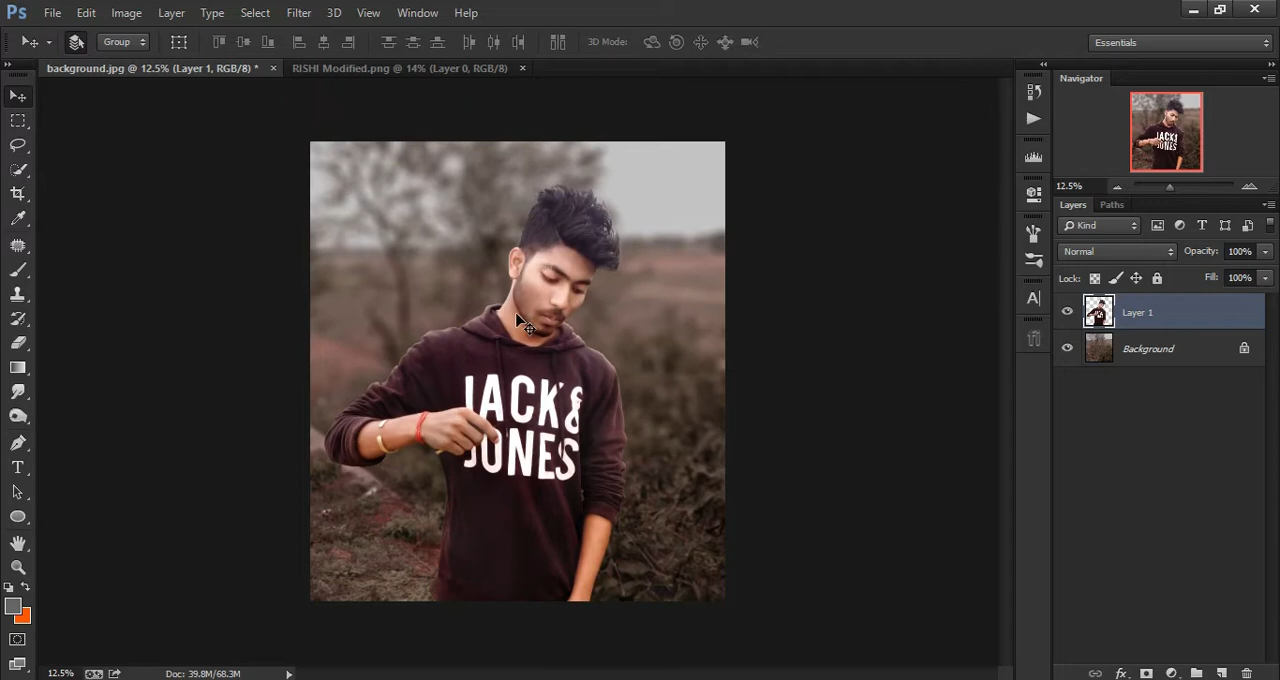 Ps File Edit Image Layer Type Select Filter 3D View Window Help
Group 3D Mode: Essentials
background.jpg @ 12.5% (Layer 1, RGB/8) * × RISHI Modified.png @ 14% (Layer 0, RGB/8) ×
Navigator
12.5%
Layers Paths
Kind
Normal Opacity: 100%
Lock: Fill: 100%
Layer 1
Background
JACK &
JONES
12.5% Doc: 39.8M/68.3M